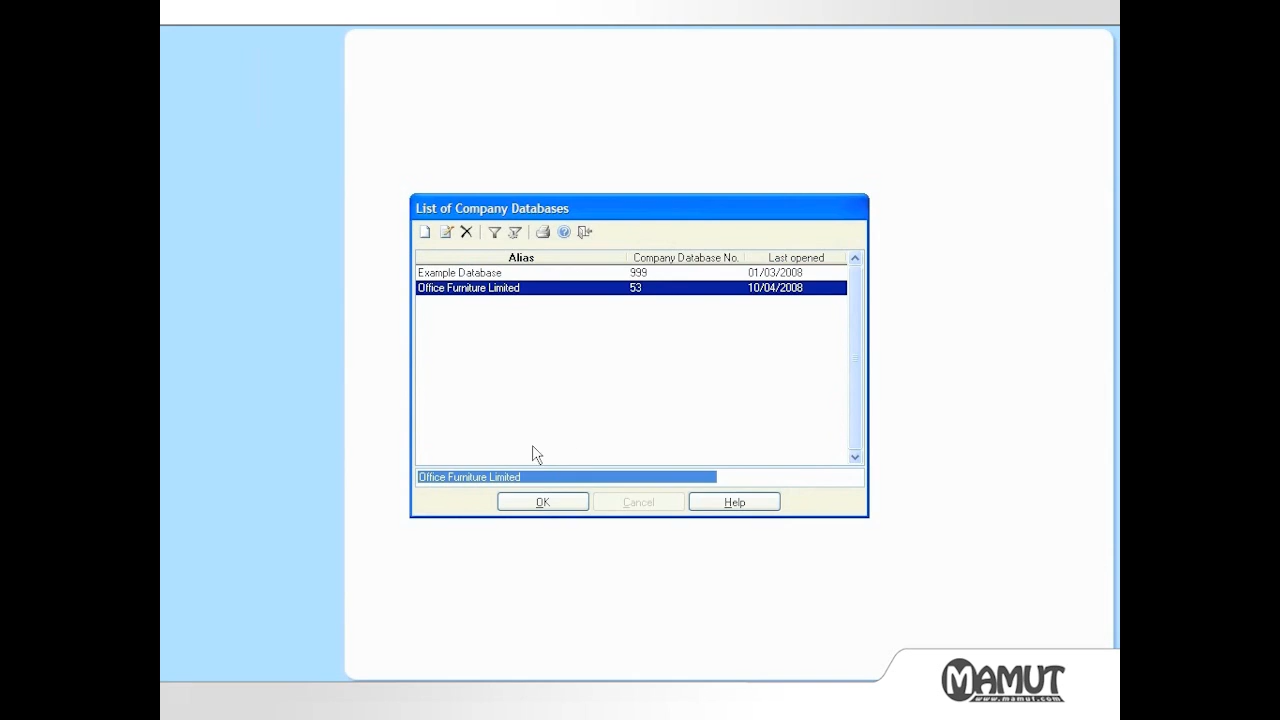 List of Company Databases
Alias Company Database No. Last opened
Example Database 999 01/03/2008
Office Furniture Limited 53 10/04/2008
Office Furniture Limited
OK Cancel Help
MAMUT
www.mamut.com